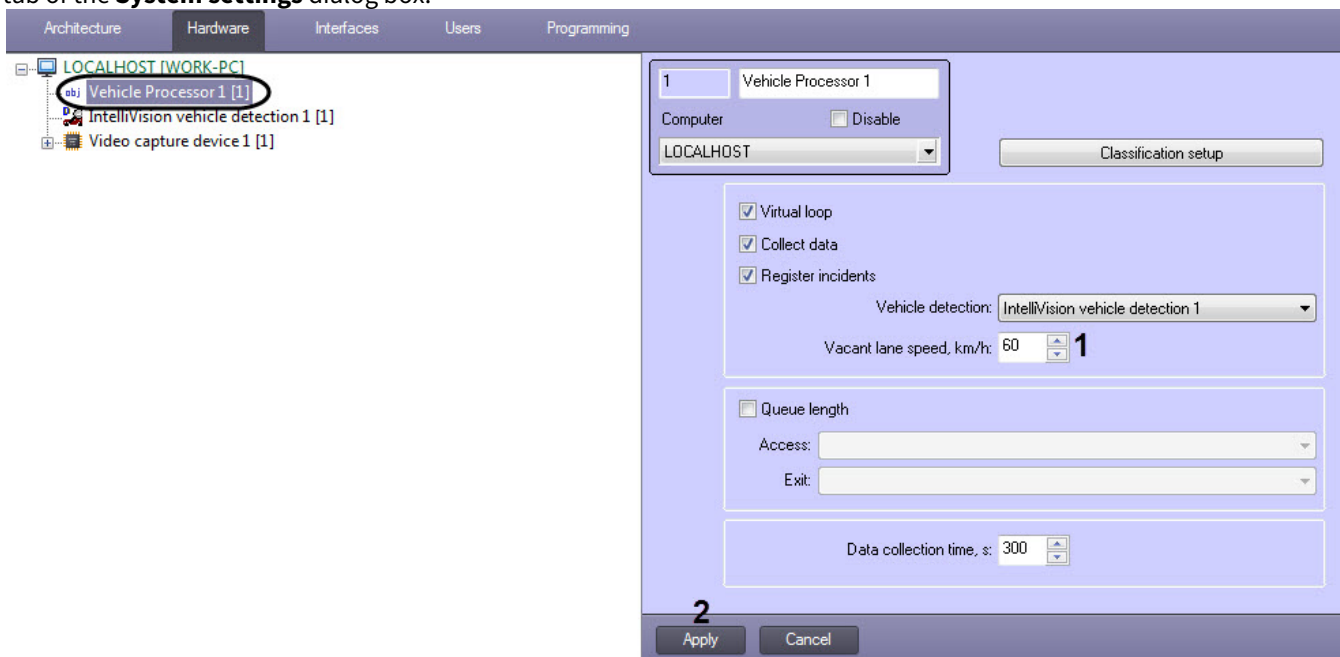 tab of the System settings dialog box.
Architecture Hardware Interfaces Users Programming
LOCALHOST [WORK-PC]
obj Vehicle Processor 1 [1]
IntelliVision vehicle detection 1 [1]
Video capture device 1 [1]
1 Vehicle Processor 1
Computer Disable
LOCALHOST
Classification setup
Virtual loop
Collect data
Register incidents
Vehicle detection: IntelliVision vehicle detection 1
Vacant lane speed, km/h: 60 1
Queue length
Access:
Exit:
Data collection time, s: 300
2
Apply Cancel